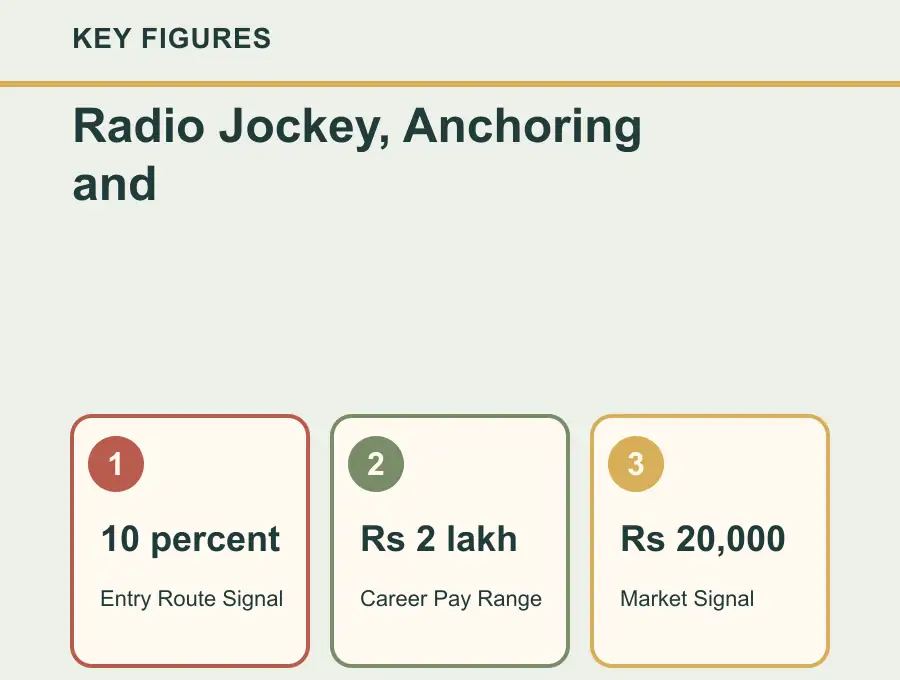 KEY FIGURES
Radio Jockey, Anchoring
and
1
10 percent
Entry Route Signal
2
Rs 2 lakh
Career Pay Range
3
Rs 20,000
Market Signal